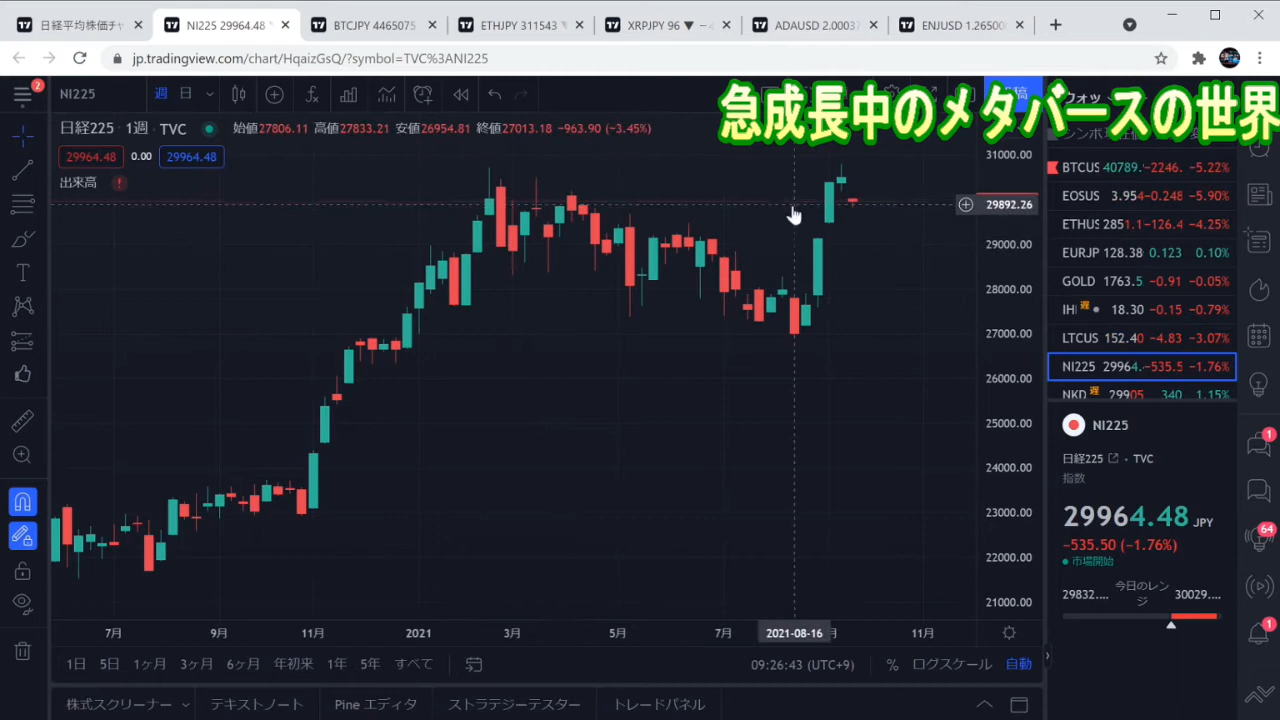 日経平均株価チャ
NI225 29964.48
BTCJPY 4465075
ETHJPY 311543 ▼
XRPJPY 96 ▼ −4
ADAUSD 2.00037
ENJUSD 1.26500
jp.tradingview.com/chart/HqaizGsQ/?symbol=TVC%3ANI225
2
NI225
週
日
急成長中のメタバースの世界
日経225 · 1週 TVC
始値27806.11 高値27833.21 安値26954.81 終値27013.18 −963.90 (−3.45%)
29964.48 0.00 29964.48
出来高
31000.00
29892.26
29000.00
28000.00
27000.00
26000.00
25000.00
24000.00
23000.00
22000.00
21000.00
7月
9月
11月
2021
3月
5月
7月
2021-08-16
11月
1日 5日 1ヶ月 3ヶ月 6ヶ月 年初来 1年 5年 すべて
09:26:43 (UTC+9)
% ログスケール 自動
株式スクリーナー
テキストノート
Pine エディタ
ストラテジーテスター
トレードパネル
BTCUS 40789. −2246. −5.22%
EOSUS 3.954 −0.248 −5.90%
ETHUS 2851.1 −126.4 −4.25%
EURJP 128.38 0.123 0.10%
GOLD 1763.5 −0.91 −0.05%
IHI 遅 18.30 −0.15 −0.79%
LTCUS 152.40 −4.83 −3.07%
NI225 29964. −535.5 −1.76%
NKD 遅 29905 340 1.15%
NI225
日経225 · TVC
指数
29964.48 JPY
−535.50 (−1.76%)
市場開始
29832.... 今日のレンジ 30029....
1
64
1